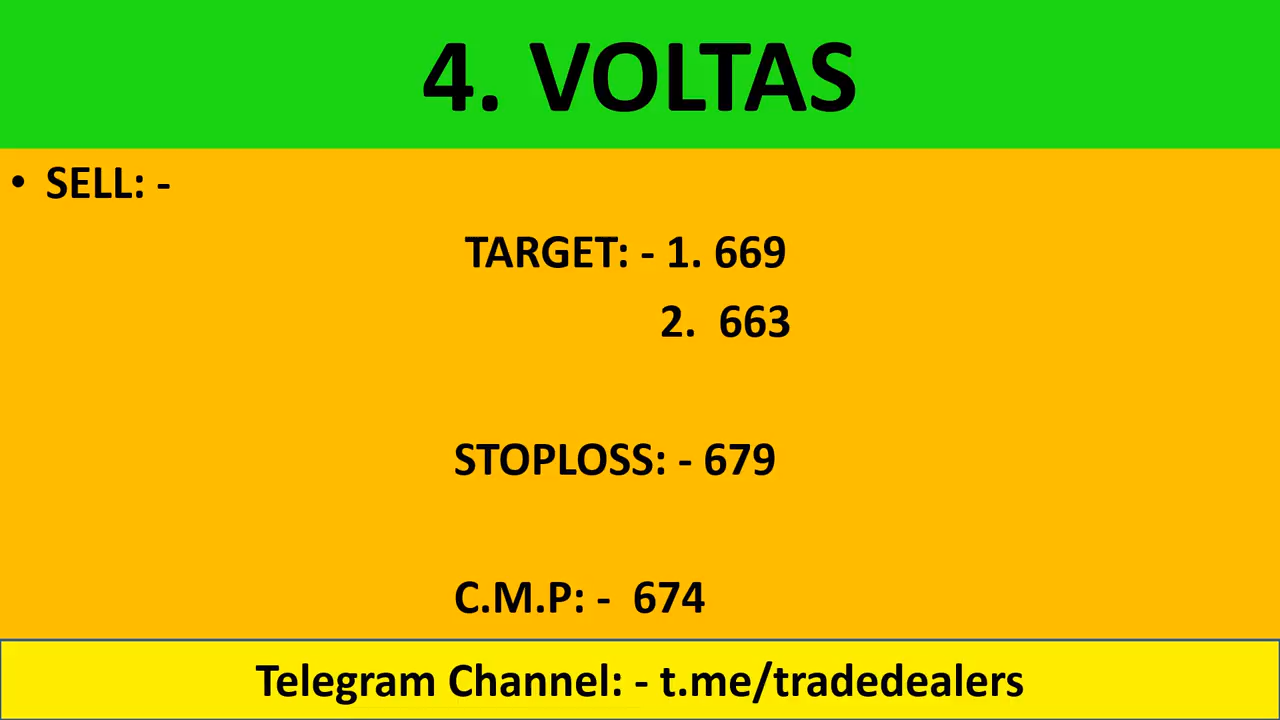 4. VOLTAS
• SELL: -
TARGET: - 1. 669
2. 663
STOPLOSS: - 679
C.M.P: - 674
Telegram Channel: - t.me/tradedealers